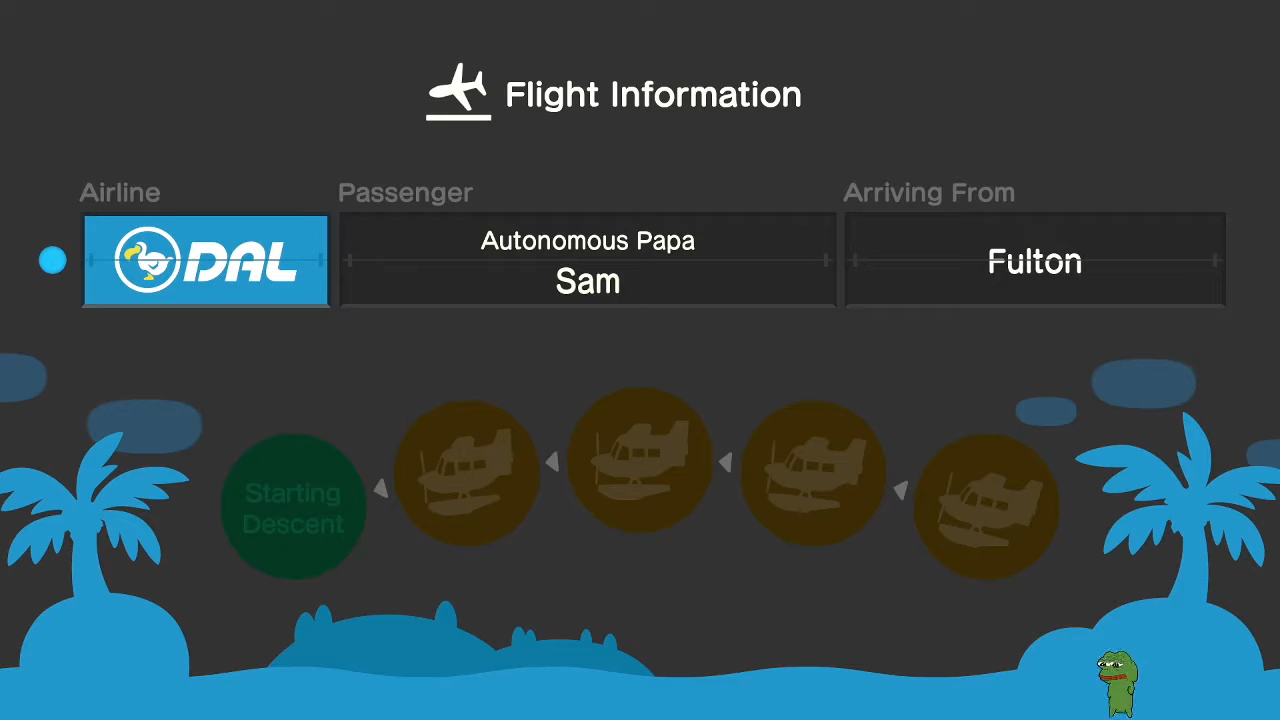 Flight Information
Airline
Passenger
Arriving From
DAL
Autonomous Papa
Sam
Fulton
Starting
Descent